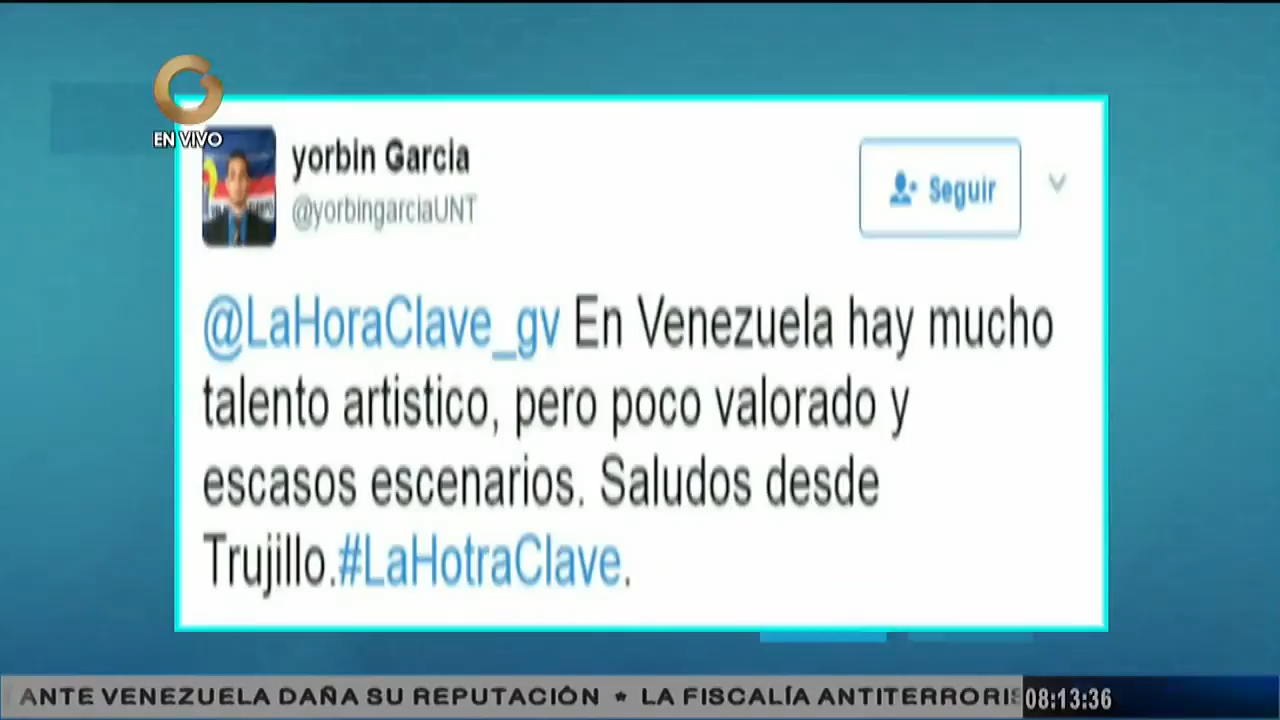 EN VIVO
yorbin Garcia
@yorbingarciaUNT
Seguir
@LaHoraClave_gv En Venezuela hay mucho
talento artistico, pero poco valorado y
escasos escenarios. Saludos desde
Trujillo.#LaHotraClave.
ANTE VENEZUELA DAÑA SU REPUTACIÓN * LA FISCALÍA ANTITERRORIS
08:13:36